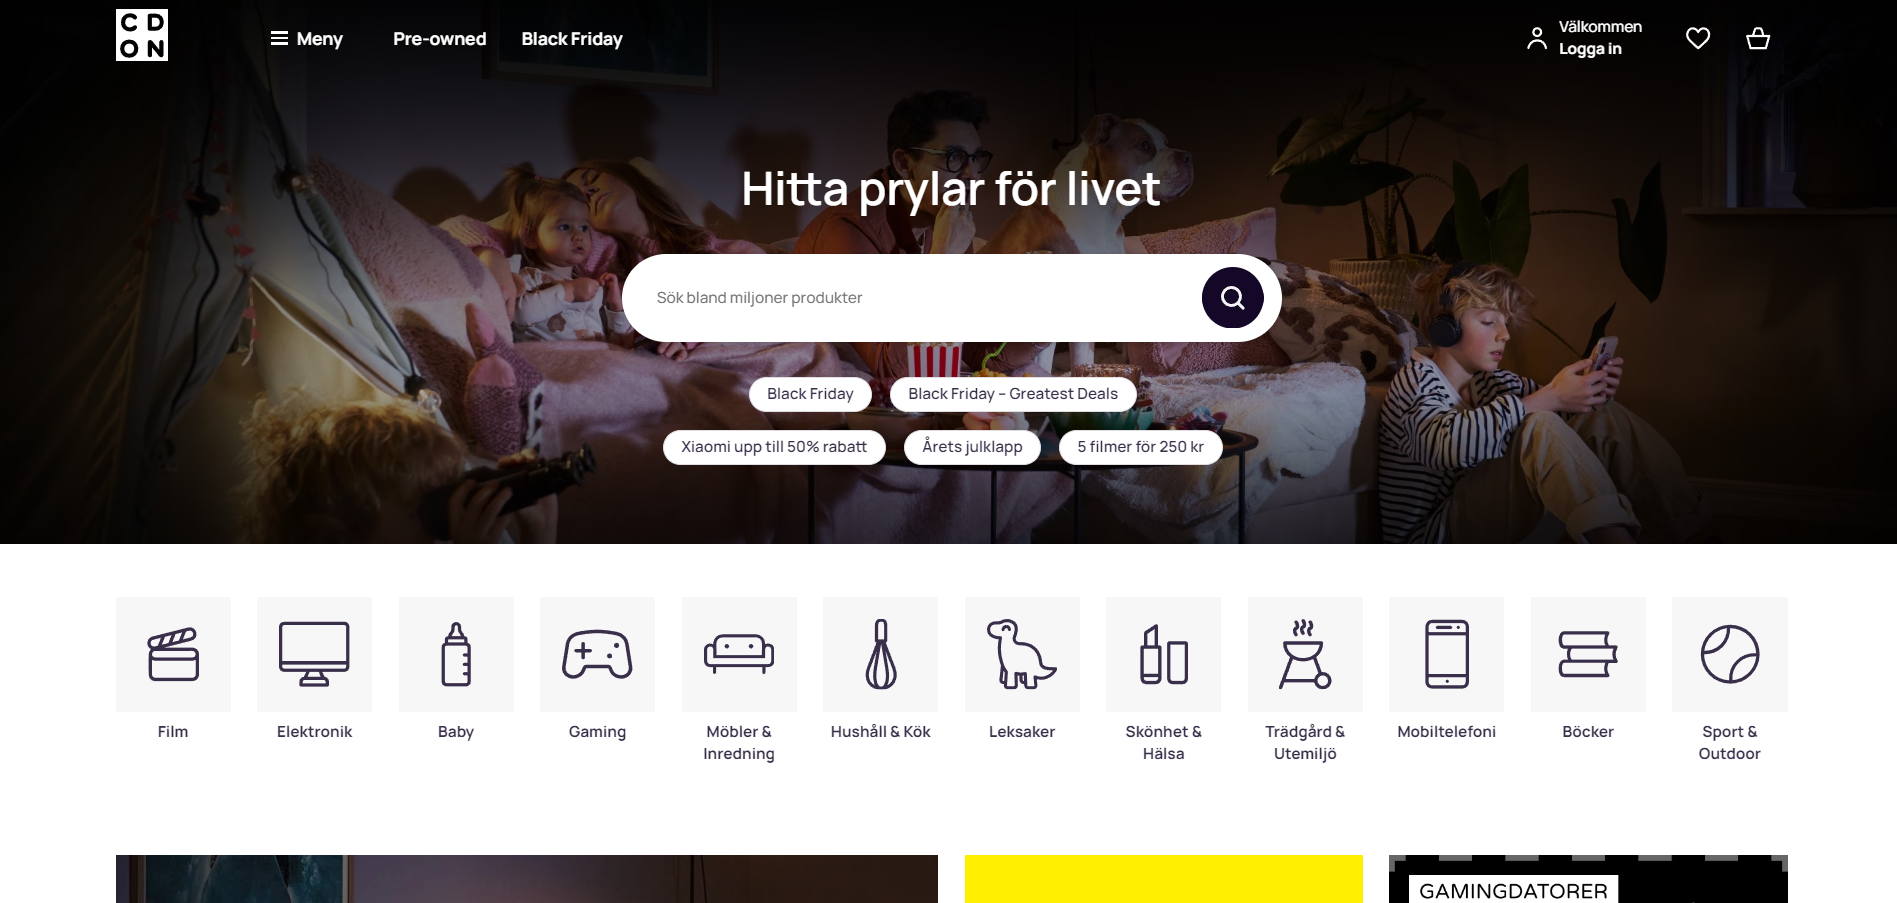 CD
ON
Meny
Pre-owned
Black Friday
Välkommen
Logga in
Hitta prylar för livet
Sök bland miljoner produkter
Black Friday
Black Friday – Greatest Deals
Xiaomi upp till 50% rabatt
Årets julklapp
5 filmer för 250 kr
Film
Elektronik
Baby
Gaming
Möbler &
Inredning
Hushåll & Kök
Leksaker
Skönhet &
Hälsa
Trädgård &
Utemiljö
Mobiltelefoni
Böcker
Sport &
Outdoor
GAMINGDATORER